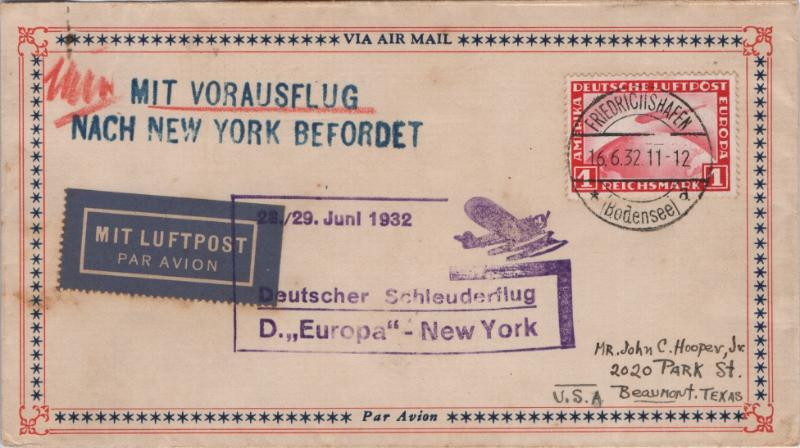 VIA AIR MAIL
MIT VORAUSFLUG
NACH NEW YORK BEFORDET
DEUTSCHE LUFTPOST
AMERIKA
EUROPA
1 REICHSMARK 1
FRIEDRICHSHAFEN
16.6.32.11-12
(Bodensee)
MIT LUFTPOST
PAR AVION
28./29. Juni 1932
Deutscher Schleuderflug
D.„Europa“ - New York
Mr. John C. Hooper, Jr.
2020 PARK St.
BEAUMONT. TEXAS
U.S.A
Par Avion